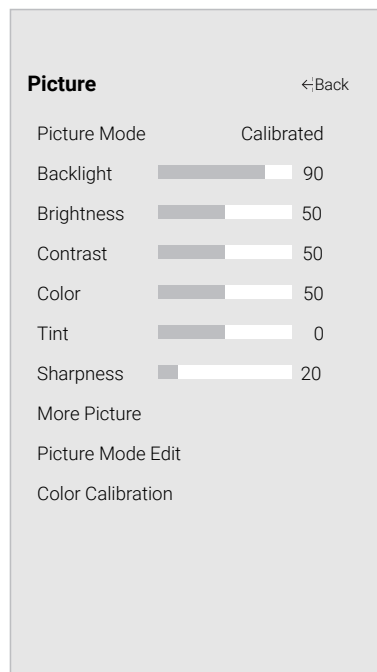 Picture ←Back
Picture Mode Calibrated
Backlight 90
Brightness 50
Contrast 50
Color 50
Tint 0
Sharpness 20
More Picture
Picture Mode Edit
Color Calibration